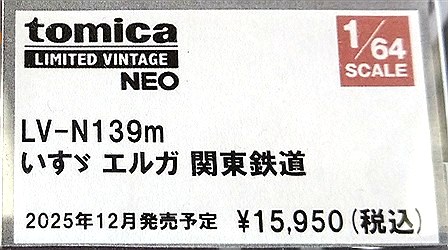 tomica
LIMITED VINTAGE
NEO
1/64
SCALE
LV-N139m
いすゞ エルガ 関東鉄道
2025年12月発売予定 ¥15,950(税込)